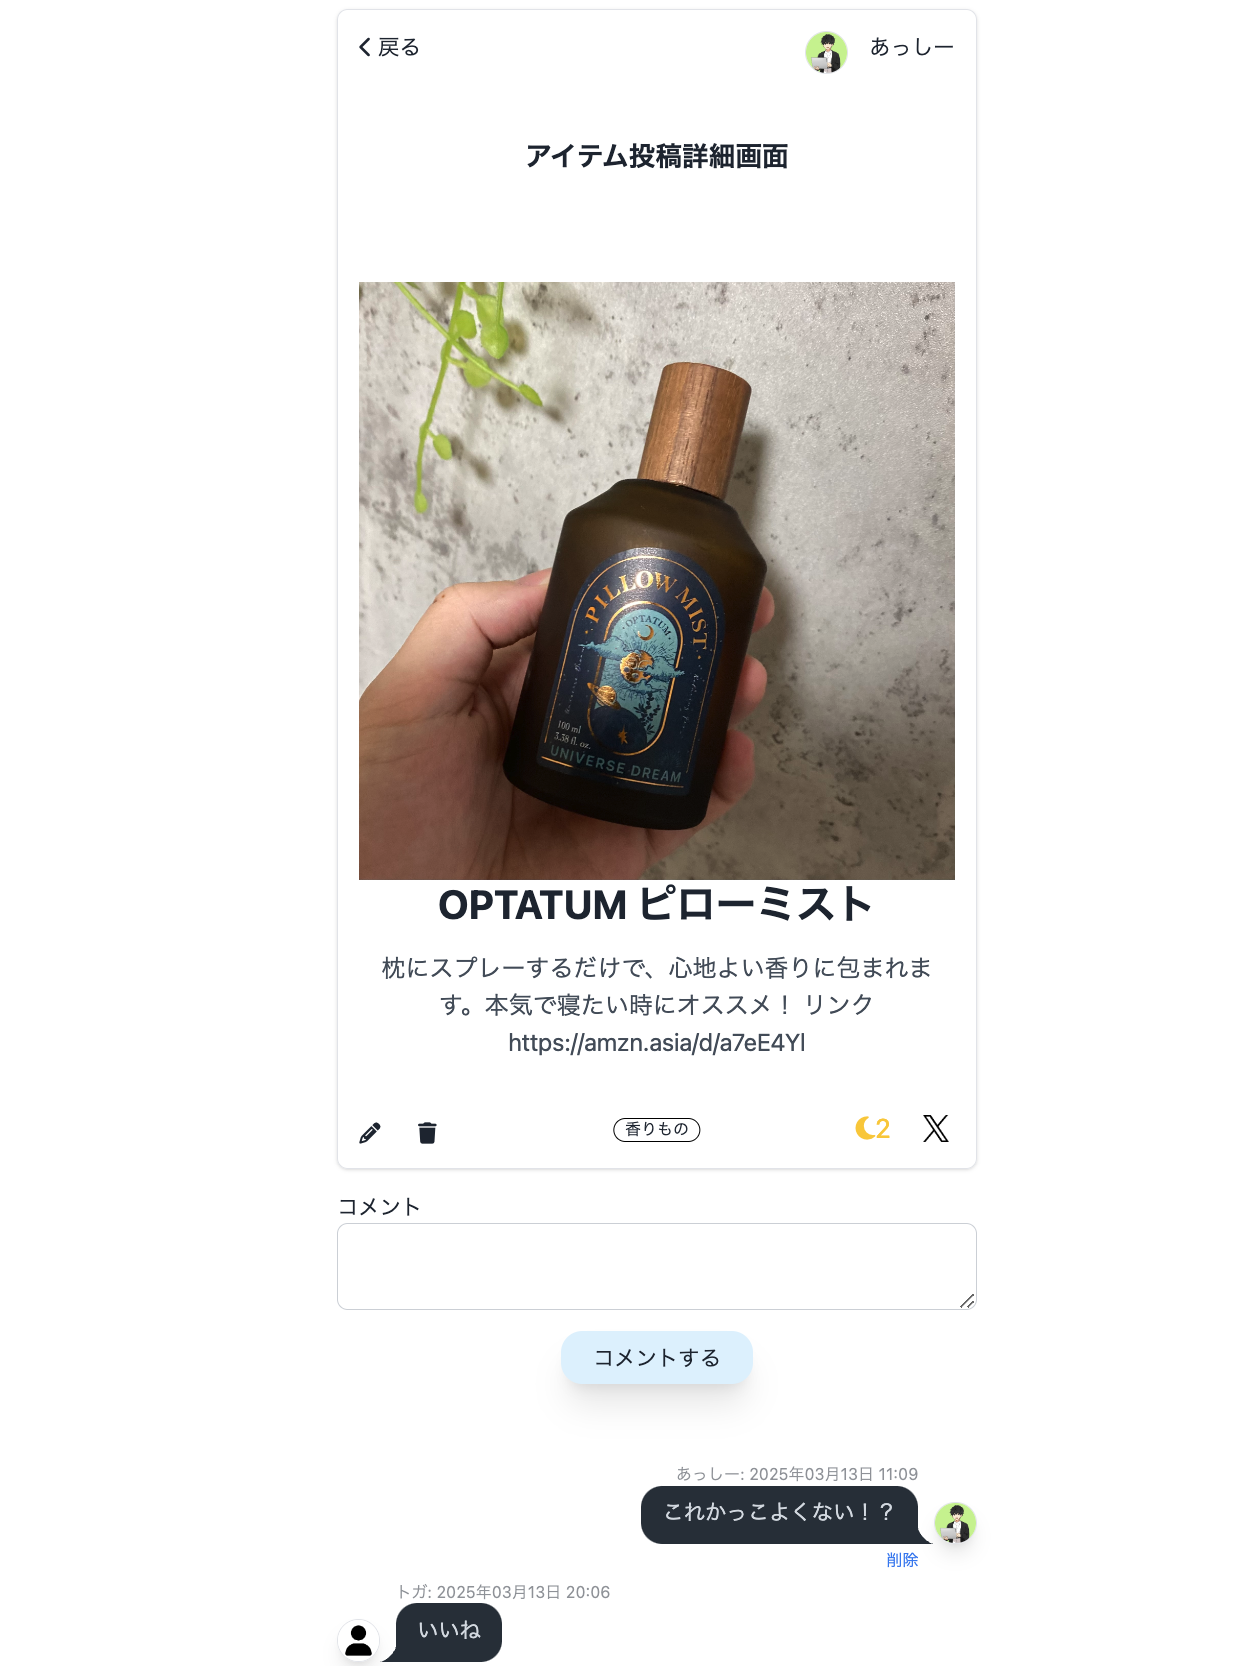 戻る
あっしー
アイテム投稿詳細画面
PILLOW MIST
OPTATUM
100 ml
3.38 fl. oz.
UNIVERSE DREAM
OPTATUM ピローミスト
枕にスプレーするだけで、心地よい香りに包まれま
す。本気で寝たい時にオススメ！ リンク
https://amzn.asia/d/a7eE4Yl
香りもの
2
コメント
コメントする
あっしー: 2025年03月13日 11:09
これかっこよくない！？
削除
トガ: 2025年03月13日 20:06
いいね